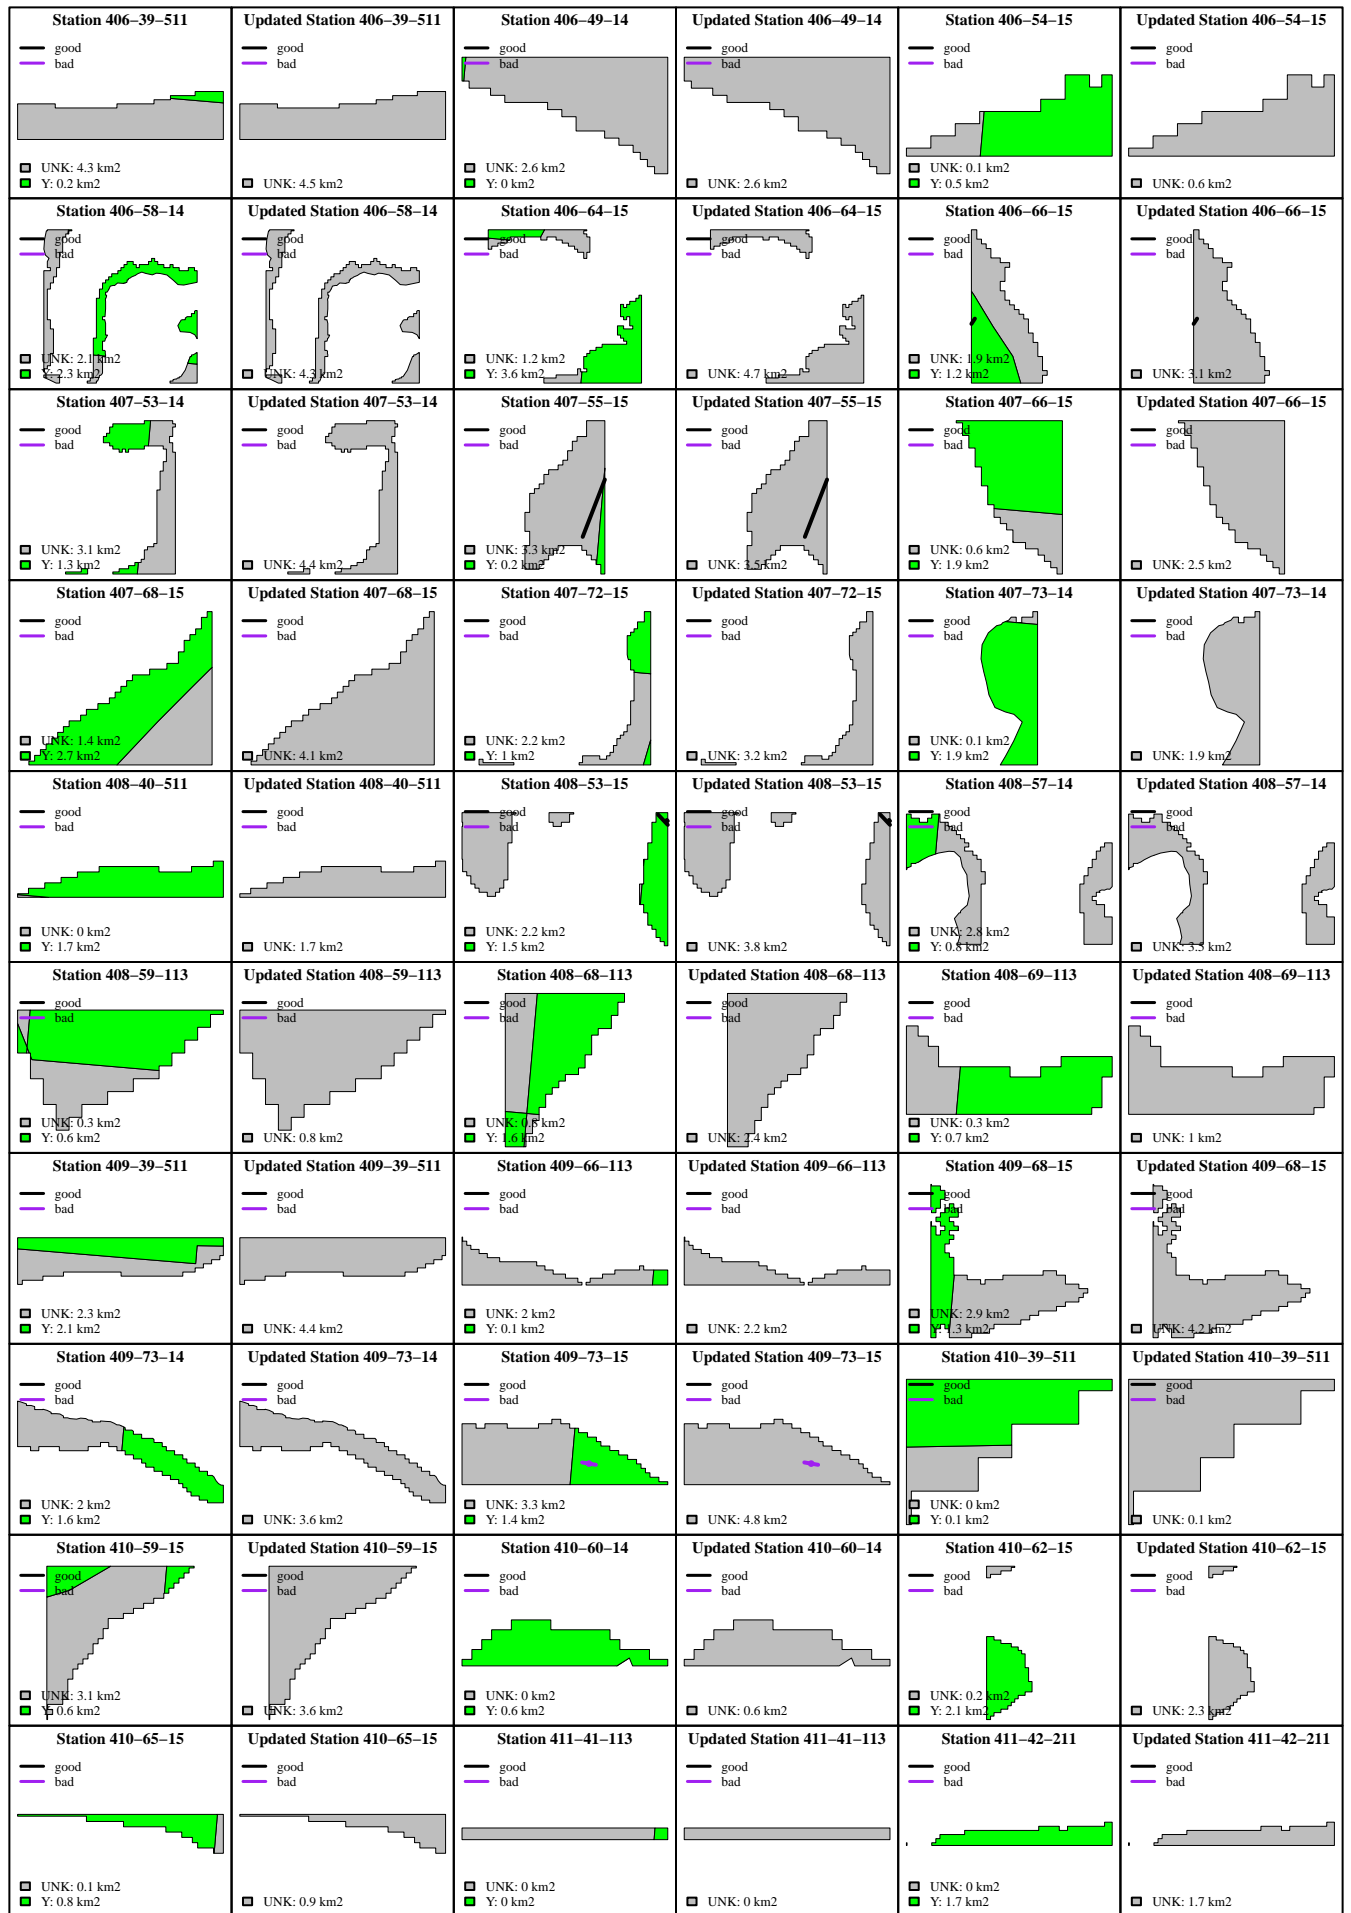 Station 406−39−511
good
bad
UNK: 4.3 km2
Y: 0.2 km2
Updated Station 406−39−511
good
bad
UNK: 4.5 km2
Station 406−49−14
good
bad
UNK: 2.6 km2
Y: 0 km2
Updated Station 406−49−14
good
bad
UNK: 2.6 km2
Station 406−54−15
good
bad
UNK: 0.1 km2
Y: 0.5 km2
Updated Station 406−54−15
good
bad
UNK: 0.6 km2
Station 406−58−14
good
bad
UNK: 2.1 km2
Y: 2.3 km2
Updated Station 406−58−14
good
bad
UNK: 4.3 km2
Station 406−64−15
good
bad
UNK: 1.2 km2
Y: 3.6 km2
Updated Station 406−64−15
good
bad
UNK: 4.7 km2
Station 406−66−15
good
bad
UNK: 1.9 km2
Y: 1.2 km2
Updated Station 406−66−15
good
bad
UNK: 3.1 km2
Station 407−53−14
good
bad
UNK: 3.1 km2
Y: 1.3 km2
Updated Station 407−53−14
good
bad
UNK: 4.4 km2
Station 407−55−15
good
bad
UNK: 3.3 km2
Y: 0.2 km2
Updated Station 407−55−15
good
bad
UNK: 3.5 km2
Station 407−66−15
good
bad
UNK: 0.6 km2
Y: 1.9 km2
Updated Station 407−66−15
good
bad
UNK: 2.5 km2
Station 407−68−15
good
bad
UNK: 1.4 km2
Y: 2.7 km2
Updated Station 407−68−15
good
bad
UNK: 4.1 km2
Station 407−72−15
good
bad
UNK: 2.2 km2
Y: 1 km2
Updated Station 407−72−15
good
bad
UNK: 3.2 km2
Station 407−73−14
good
bad
UNK: 0.1 km2
Y: 1.9 km2
Updated Station 407−73−14
good
bad
UNK: 1.9 km2
Station 408−40−511
good
bad
UNK: 0 km2
Y: 1.7 km2
Updated Station 408−40−511
good
bad
UNK: 1.7 km2
Station 408−53−15
good
bad
UNK: 2.2 km2
Y: 1.5 km2
Updated Station 408−53−15
good
bad
UNK: 3.8 km2
Station 408−57−14
good
bad
UNK: 2.8 km2
Y: 0.8 km2
Updated Station 408−57−14
good
bad
UNK: 3.5 km2
Station 408−59−113
good
bad
UNK: 0.3 km2
Y: 0.6 km2
Updated Station 408−59−113
good
bad
UNK: 0.8 km2
Station 408−68−113
good
bad
UNK: 0.8 km2
Y: 1.6 km2
Updated Station 408−68−113
good
bad
UNK: 2.4 km2
Station 408−69−113
good
bad
UNK: 0.3 km2
Y: 0.7 km2
Updated Station 408−69−113
good
bad
UNK: 1 km2
Station 409−39−511
good
bad
UNK: 2.3 km2
Y: 2.1 km2
Updated Station 409−39−511
good
bad
UNK: 4.4 km2
Station 409−66−113
good
bad
UNK: 2 km2
Y: 0.1 km2
Updated Station 409−66−113
good
bad
UNK: 2.2 km2
Station 409−68−15
good
bad
UNK: 2.9 km2
Y: 1.3 km2
Updated Station 409−68−15
good
bad
UNK: 4.2 km2
Station 409−73−14
good
bad
UNK: 2 km2
Y: 1.6 km2
Updated Station 409−73−14
good
bad
UNK: 3.6 km2
Station 409−73−15
good
bad
UNK: 3.3 km2
Y: 1.4 km2
Updated Station 409−73−15
good
bad
UNK: 4.8 km2
Station 410−39−511
good
bad
UNK: 0 km2
Y: 0.1 km2
Updated Station 410−39−511
good
bad
UNK: 0.1 km2
Station 410−59−15
good
bad
UNK: 3.1 km2
Y: 0.6 km2
Updated Station 410−59−15
good
bad
UNK: 3.6 km2
Station 410−60−14
good
bad
UNK: 0 km2
Y: 0.6 km2
Updated Station 410−60−14
good
bad
UNK: 0.6 km2
Station 410−62−15
good
bad
UNK: 0.2 km2
Y: 2.1 km2
Updated Station 410−62−15
good
bad
UNK: 2.3 km2
Station 410−65−15
good
bad
UNK: 0.1 km2
Y: 0.8 km2
Updated Station 410−65−15
good
bad
UNK: 0.9 km2
Station 411−41−113
good
bad
UNK: 0 km2
Y: 0 km2
Updated Station 411−41−113
good
bad
UNK: 0 km2
Station 411−42−211
good
bad
UNK: 0 km2
Y: 1.7 km2
Updated Station 411−42−211
good
bad
UNK: 1.7 km2